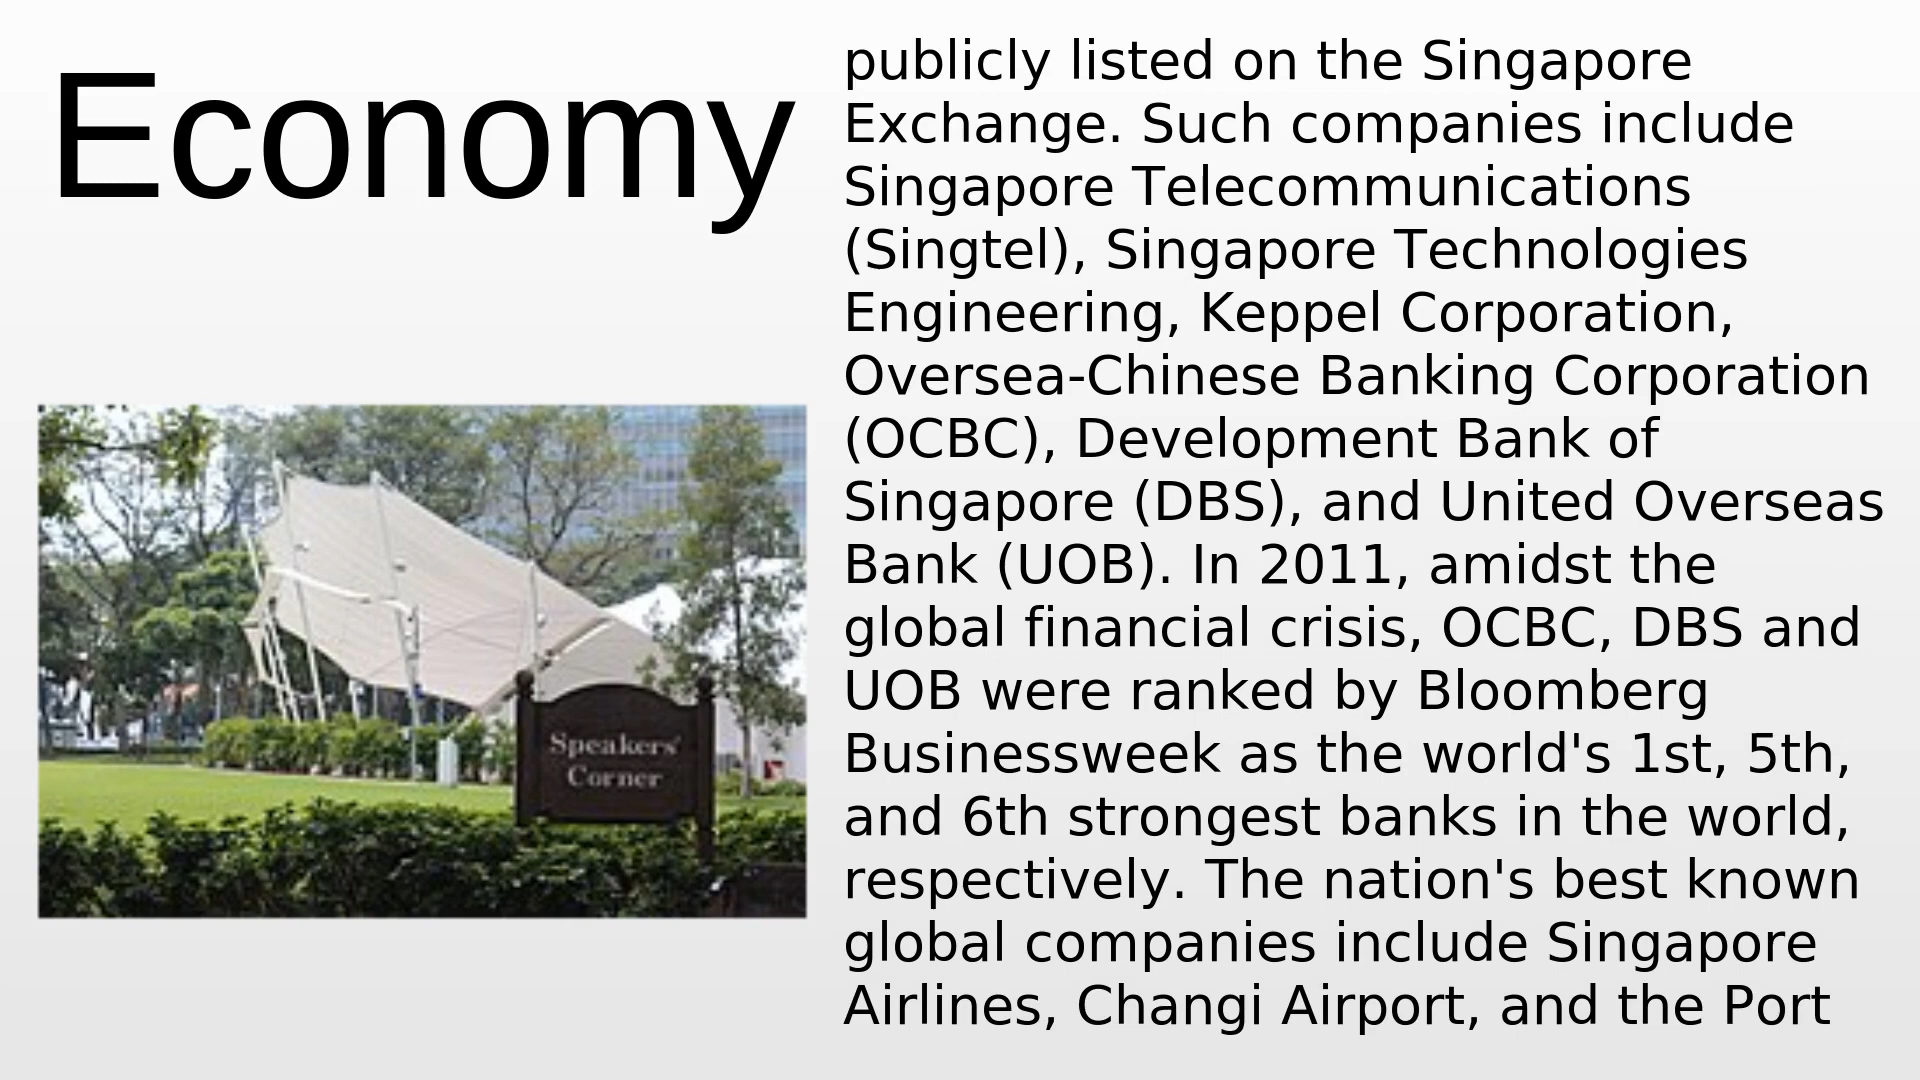 Economy
publicly listed on the Singapore
Exchange. Such companies include
Singapore Telecommunications
(Singtel), Singapore Technologies
Engineering, Keppel Corporation,
Oversea-Chinese Banking Corporation
(OCBC), Development Bank of
Singapore (DBS), and United Overseas
Bank (UOB). In 2011, amidst the
global financial crisis, OCBC, DBS and
UOB were ranked by Bloomberg
Businessweek as the world's 1st, 5th,
and 6th strongest banks in the world,
respectively. The nation's best known
global companies include Singapore
Airlines, Changi Airport, and the Port
Speakers'
Corner